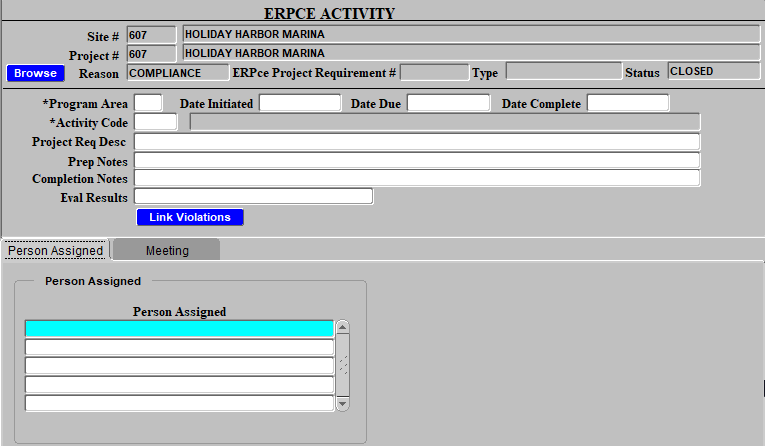 ERPCE ACTIVITY
Site # 607 HOLIDAY HARBOR MARINA
Project # 607 HOLIDAY HARBOR MARINA
Browse Reason COMPLIANCE ERPce Project Requirement # Type Status CLOSED
*Program Area Date Initiated Date Due Date Complete
*Activity Code
Project Req Desc
Prep Notes
Completion Notes
Eval Results
Link Violations
Person Assigned Meeting
Person Assigned
Person Assigned